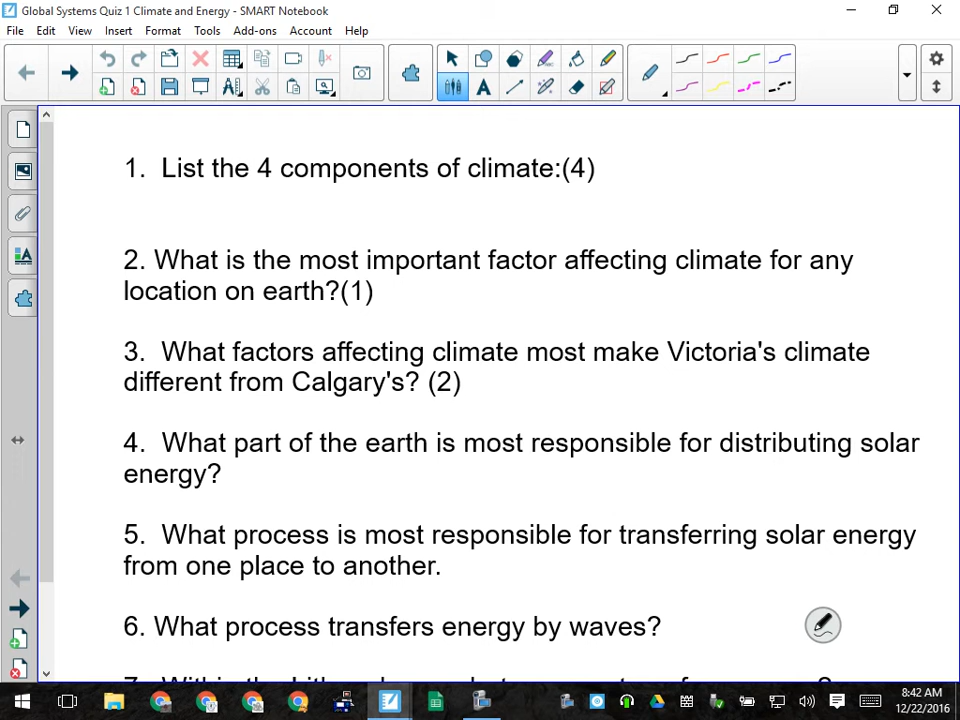 Global Systems Quiz 1 Climate and Energy - SMART Notebook
File Edit View Insert Format Tools Add-ons Account Help
1. List the 4 components of climate:(4)
2. What is the most important factor affecting climate for any
location on earth?(1)
3. What factors affecting climate most make Victoria's climate
different from Calgary's? (2)
4. What part of the earth is most responsible for distributing solar
energy?
5. What process is most responsible for transferring solar energy
from one place to another.
6. What process transfers energy by waves?
8:42 AM
12/22/2016